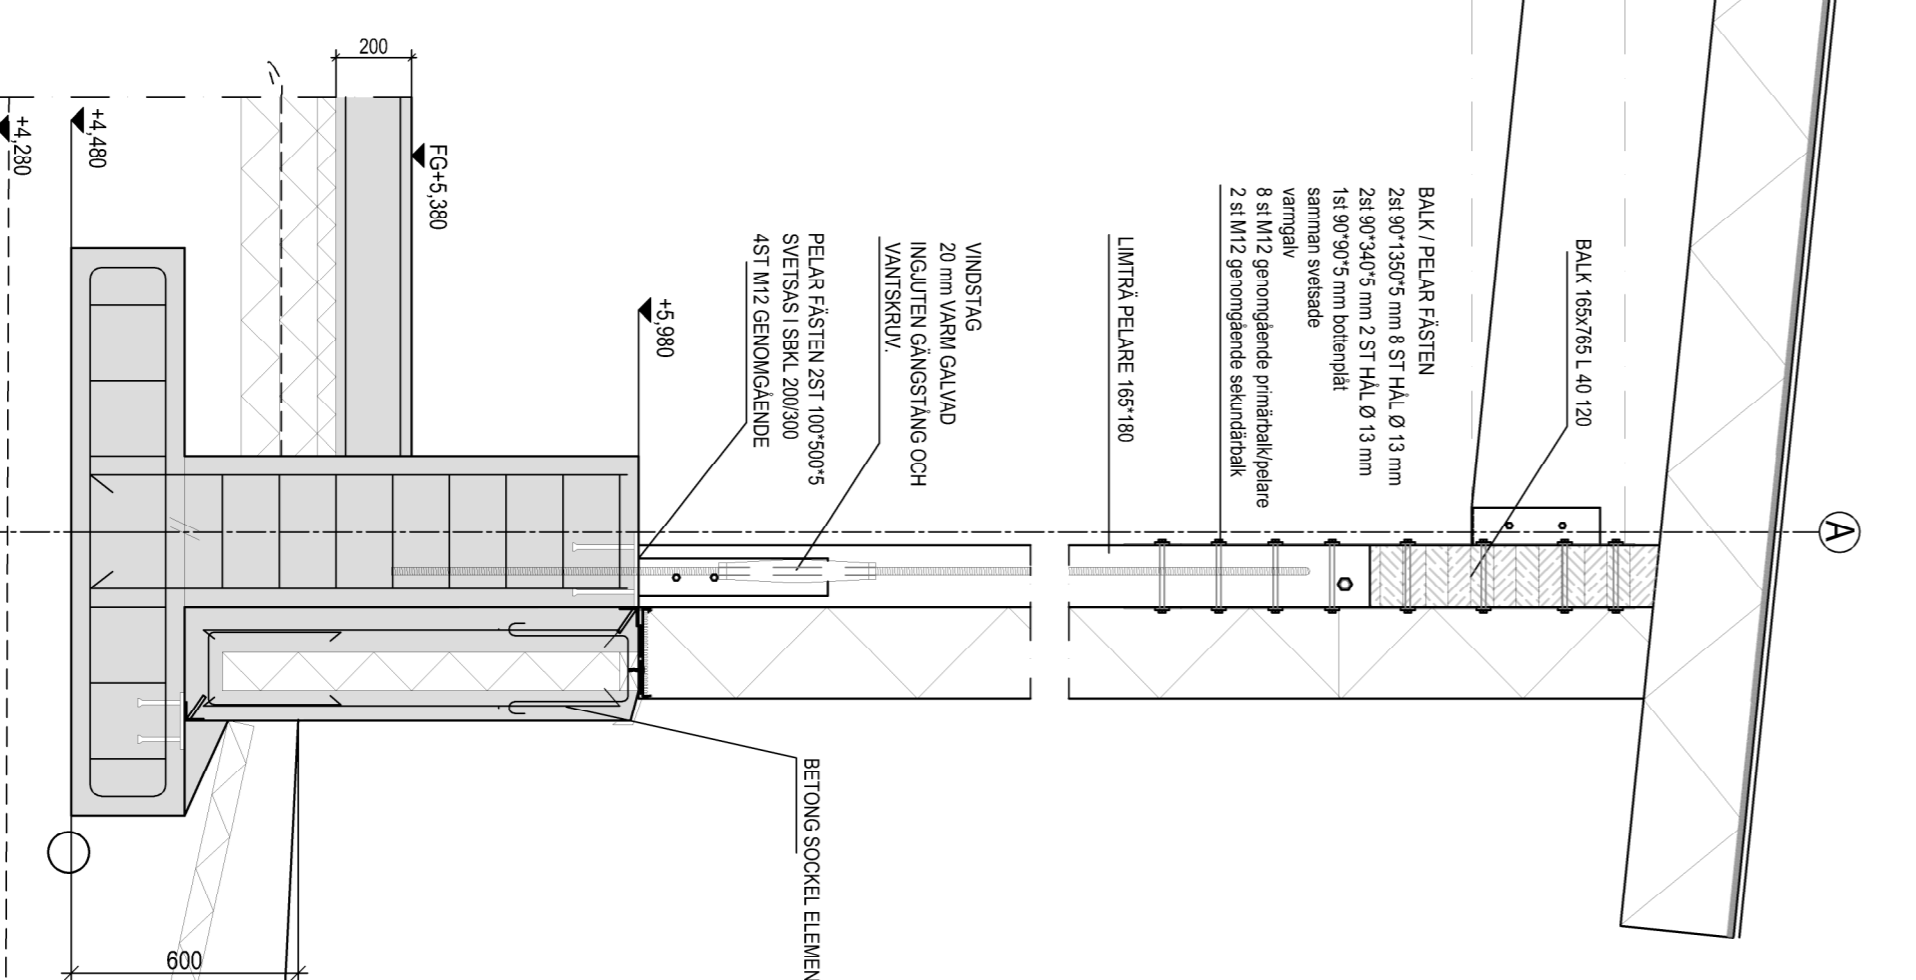 A
BALK 165x765 L 40 120
BALK / PELAR FÄSTEN
2st 90*1350*5 mm 8 ST HÅL Ø 13 mm
2st 90*340*5 mm 2 ST HÅL Ø 13 mm
1st 90*90*5 mm bottenplåt
samman svetsade
varmgalv
8 st M12 genomgående primärbalk/pelare
2 st M12 genomgående sekundärbalk
LIMTRÄ PELARE 165*180
VINDSTAG
20 mm VARM GALVAD
INGJUTEN GÄNGSTÅNG OCH
VANTSKRUV.
PELAR FÄSTEN 2ST 100*500*5
SVETSAS I SBKL 200/300
4ST M12 GENOMGÅENDE
BETONG SOCKEL ELEMEN
+5,980
FG+5,380
200
+4,480
+4,280
600